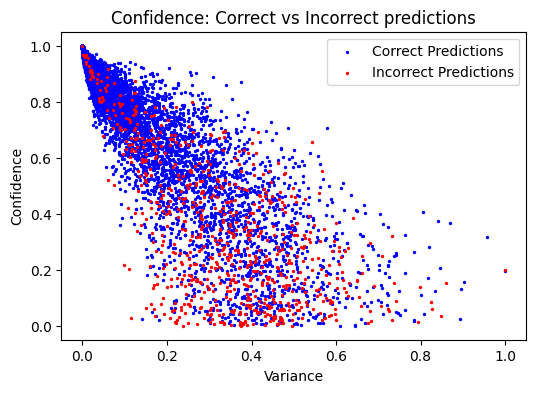 Confidence: Correct vs Incorrect predictions
Correct Predictions
Incorrect Predictions
Confidence
1.0
0.8
0.6
0.4
0.2
0.0
0.0 0.2 0.4 0.6 0.8 1.0
Variance